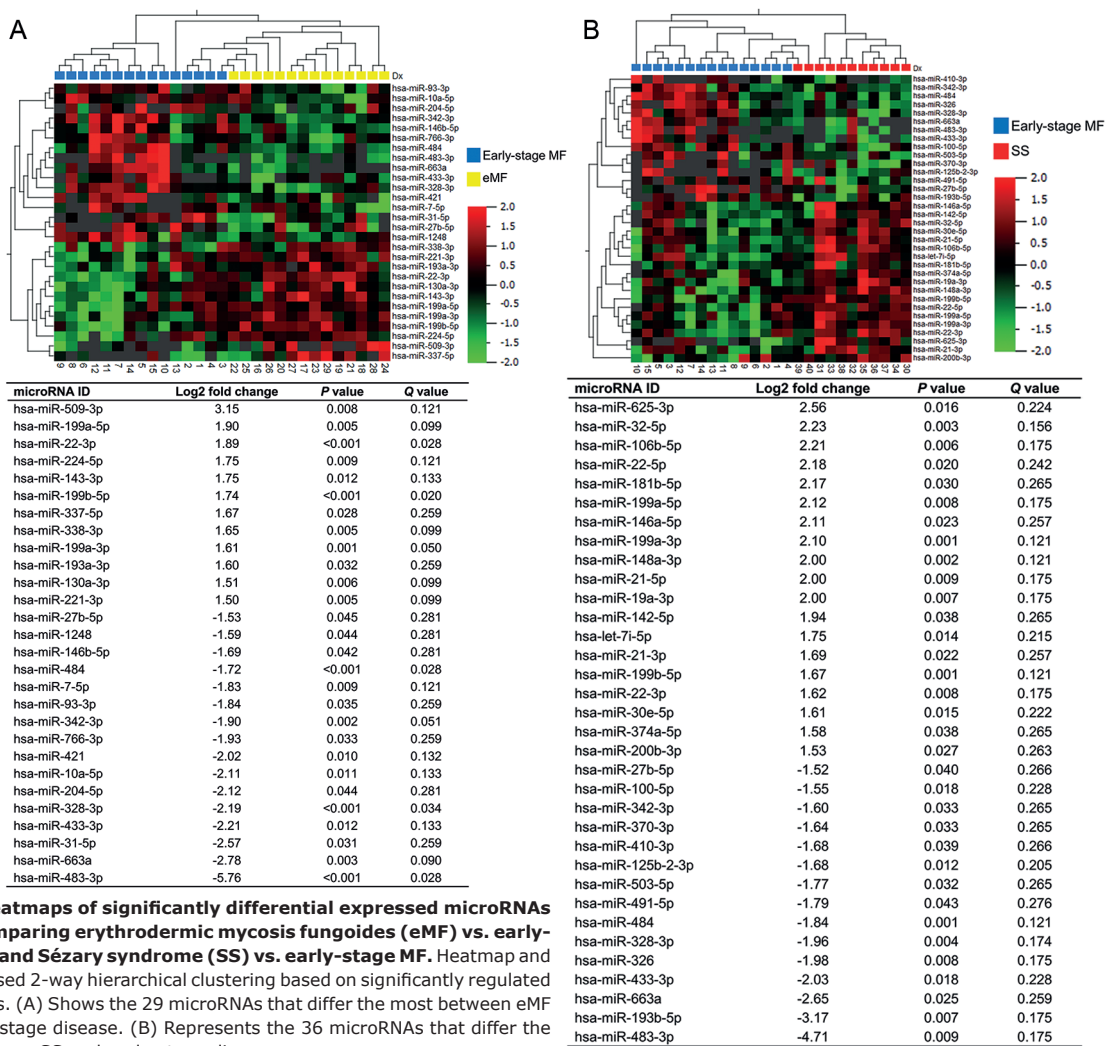 A
Dx
hsa-miR-93-3p
hsa-miR-10a-5p
hsa-miR-204-5p
hsa-miR-342-3p
hsa-miR-146b-5p
hsa-miR-766-3p
hsa-miR-484
hsa-miR-483-3p
hsa-miR-663a
hsa-miR-433-3p
hsa-miR-328-3p
hsa-miR-421
hsa-miR-7-5p
hsa-miR-31-5p
hsa-miR-27b-5p
hsa-miR-1248
hsa-miR-338-3p
hsa-miR-221-3p
hsa-miR-193a-3p
hsa-miR-22-3p
hsa-miR-130a-3p
hsa-miR-143-3p
hsa-miR-199a-5p
hsa-miR-199a-3p
hsa-miR-199b-5p
hsa-miR-224-5p
hsa-miR-509-3p
hsa-miR-337-5p
Early-stage MF
eMF
2.0
1.5
1.0
0.5
0.0
-0.5
-1.0
-1.5
-2.0
microRNA ID Log2 fold change P value Q value
hsa-miR-509-3p 3.15 0.008 0.121
hsa-miR-199a-5p 1.90 0.005 0.099
hsa-miR-22-3p 1.89 <0.001 0.028
hsa-miR-224-5p 1.75 0.009 0.121
hsa-miR-143-3p 1.75 0.012 0.133
hsa-miR-199b-5p 1.74 <0.001 0.020
hsa-miR-337-5p 1.67 0.028 0.259
hsa-miR-338-3p 1.65 0.005 0.099
hsa-miR-199a-3p 1.61 0.001 0.050
hsa-miR-193a-3p 1.60 0.032 0.259
hsa-miR-130a-3p 1.51 0.006 0.099
hsa-miR-221-3p 1.50 0.005 0.099
hsa-miR-27b-5p -1.53 0.045 0.281
hsa-miR-1248 -1.59 0.044 0.281
hsa-miR-146b-5p -1.69 0.042 0.281
hsa-miR-484 -1.72 <0.001 0.028
hsa-miR-7-5p -1.83 0.009 0.121
hsa-miR-93-3p -1.84 0.035 0.259
hsa-miR-342-3p -1.90 0.002 0.051
hsa-miR-766-3p -1.93 0.033 0.259
hsa-miR-421 -2.02 0.010 0.132
hsa-miR-10a-5p -2.11 0.011 0.133
hsa-miR-204-5p -2.12 0.044 0.281
hsa-miR-328-3p -2.19 <0.001 0.034
hsa-miR-433-3p -2.21 0.012 0.133
hsa-miR-31-5p -2.57 0.031 0.259
hsa-miR-663a -2.78 0.003 0.090
hsa-miR-483-3p -5.76 <0.001 0.028
eatmaps of significantly differential expressed microRNAs
mparing erythrodermic mycosis fungoides (eMF) vs. early-
and Sézary syndrome (SS) vs. early-stage MF. Heatmap and
sed 2-way hierarchical clustering based on significantly regulated
s. (A) Shows the 29 microRNAs that differ the most between eMF
stage disease. (B) Represents the 36 microRNAs that differ the
B
Dx
hsa-miR-410-3p
hsa-miR-342-3p
hsa-miR-484
hsa-miR-326
hsa-miR-328-3p
hsa-miR-663a
hsa-miR-483-3p
hsa-miR-433-3p
hsa-miR-100-5p
hsa-miR-503-5p
hsa-miR-370-3p
hsa-miR-125b-2-3p
hsa-miR-491-5p
hsa-miR-27b-5p
hsa-miR-193b-5p
hsa-miR-146a-5p
hsa-miR-142-5p
hsa-miR-32-5p
hsa-miR-30e-5p
hsa-miR-21-5p
hsa-miR-106b-5p
hsa-let-7i-5p
hsa-miR-181b-5p
hsa-miR-374a-5p
hsa-miR-19a-3p
hsa-miR-148a-3p
hsa-miR-199b-5p
hsa-miR-22-5p
hsa-miR-199a-5p
hsa-miR-199a-3p
hsa-miR-22-3p
hsa-miR-625-3p
hsa-miR-21-3p
hsa-miR-200b-3p
Early-stage MF
SS
2.0
1.5
1.0
0.5
0.0
-0.5
-1.0
-1.5
-2.0
microRNA ID Log2 fold change P value Q value
hsa-miR-625-3p 2.56 0.016 0.224
hsa-miR-32-5p 2.23 0.003 0.156
hsa-miR-106b-5p 2.21 0.006 0.175
hsa-miR-22-5p 2.18 0.020 0.242
hsa-miR-181b-5p 2.17 0.030 0.265
hsa-miR-199a-5p 2.12 0.008 0.175
hsa-miR-146a-5p 2.11 0.023 0.257
hsa-miR-199a-3p 2.10 0.001 0.121
hsa-miR-148a-3p 2.00 0.002 0.121
hsa-miR-21-5p 2.00 0.009 0.175
hsa-miR-19a-3p 2.00 0.007 0.175
hsa-miR-142-5p 1.94 0.038 0.265
hsa-let-7i-5p 1.75 0.014 0.215
hsa-miR-21-3p 1.69 0.022 0.257
hsa-miR-199b-5p 1.67 0.001 0.121
hsa-miR-22-3p 1.62 0.008 0.175
hsa-miR-30e-5p 1.61 0.015 0.222
hsa-miR-374a-5p 1.58 0.038 0.265
hsa-miR-200b-3p 1.53 0.027 0.263
hsa-miR-27b-5p -1.52 0.040 0.266
hsa-miR-100-5p -1.55 0.018 0.228
hsa-miR-342-3p -1.60 0.033 0.265
hsa-miR-370-3p -1.64 0.033 0.265
hsa-miR-410-3p -1.68 0.039 0.266
hsa-miR-125b-2-3p -1.68 0.012 0.205
hsa-miR-503-5p -1.77 0.032 0.265
hsa-miR-491-5p -1.79 0.043 0.276
hsa-miR-484 -1.84 0.001 0.121
hsa-miR-328-3p -1.96 0.004 0.174
hsa-miR-326 -1.98 0.008 0.175
hsa-miR-433-3p -2.03 0.018 0.228
hsa-miR-663a -2.65 0.025 0.259
hsa-miR-193b-5p -3.17 0.007 0.175
hsa-miR-483-3p -4.71 0.009 0.175